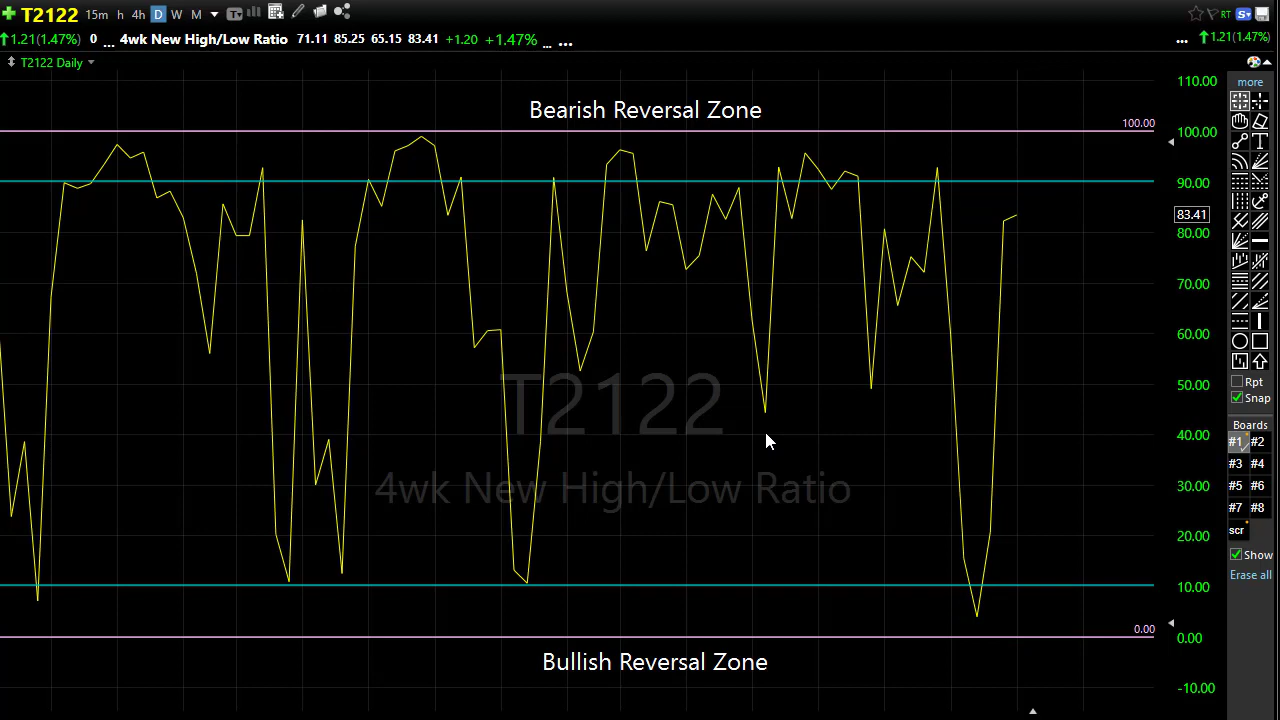 T2122 15m h 4h D W M T RT S
1.21(1.47%) 0 ... 4wk New High/Low Ratio 71.11 85.25 65.15 83.41 +1.20 +1.47% ... ... ... 1.21(1.47%)
T2122 Daily
more
110.00
Bearish Reversal Zone
100.00
100.00
90.00
83.41
80.00
70.00
60.00
50.00
40.00
30.00
20.00
10.00
0.00
0.00
-10.00
T2122
4wk New High/Low Ratio
Bullish Reversal Zone
T
Rpt
Snap
Boards
#1 #2
#3 #4
#5 #6
#7 #8
scr
Show
Erase all